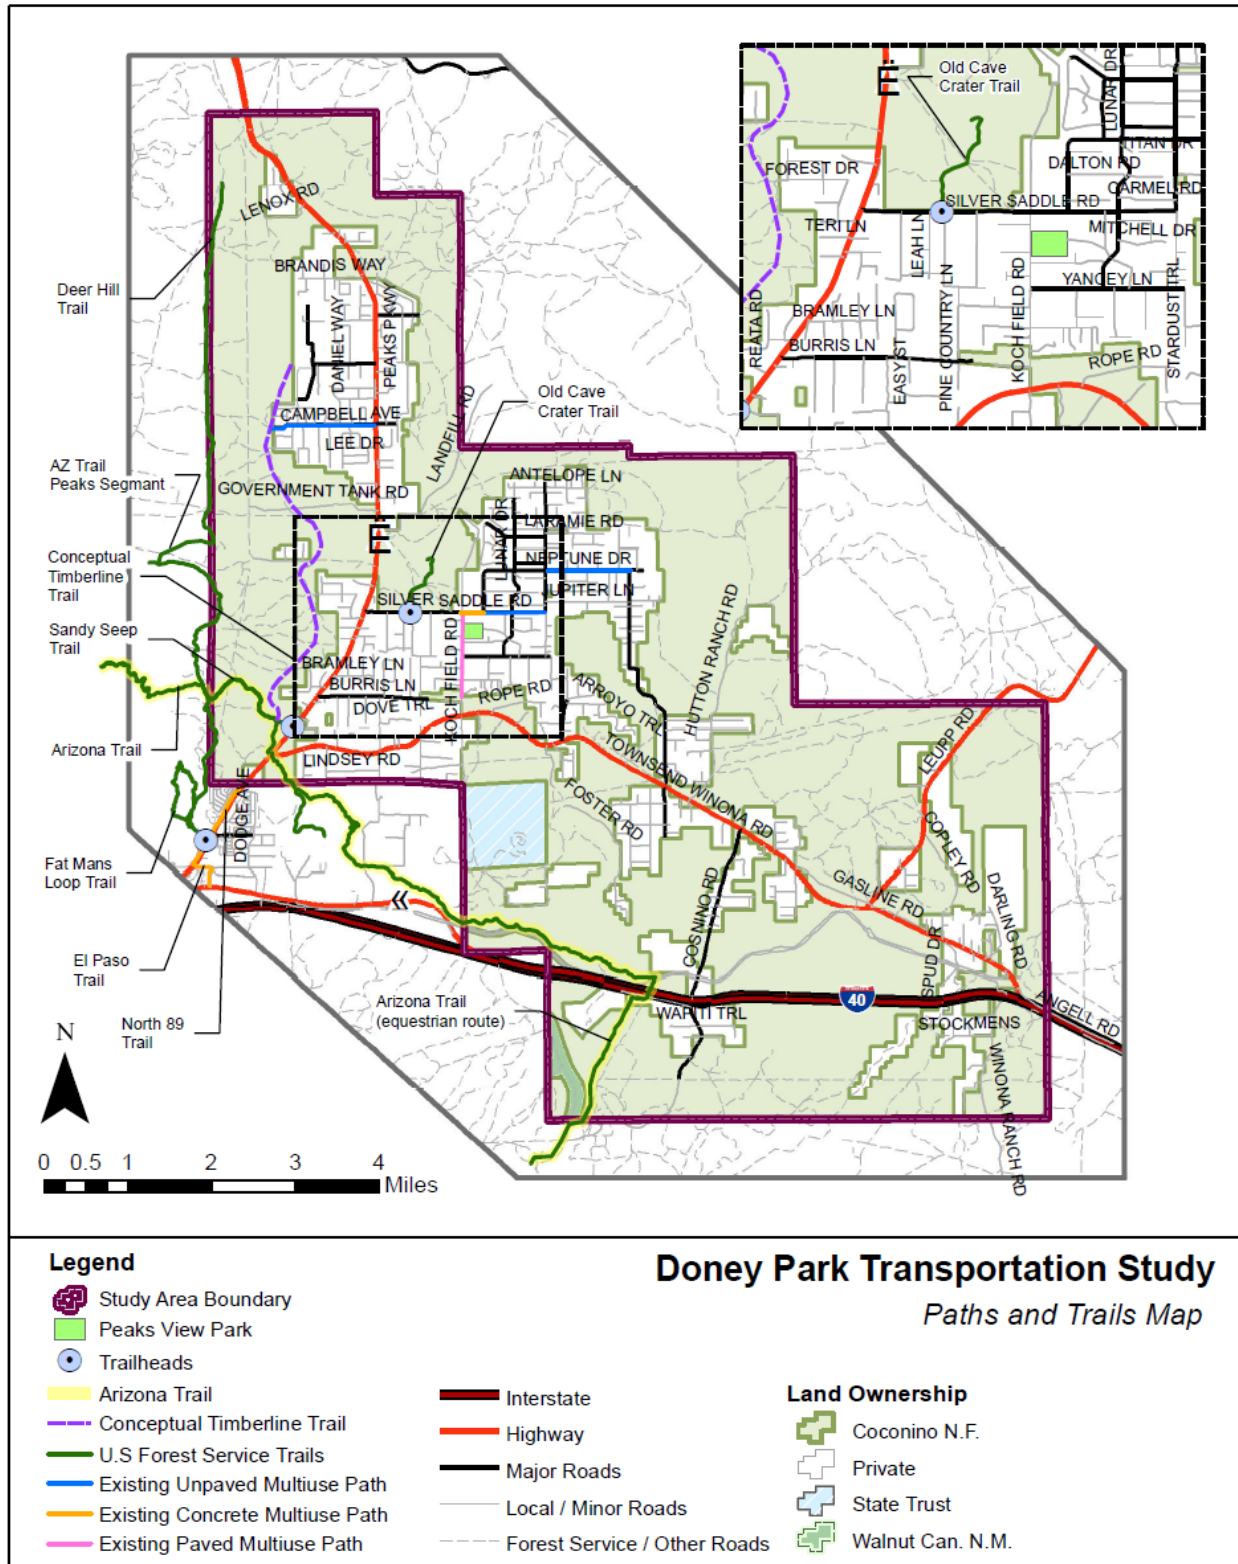 Old Cave
Crater Trail
LUNAR DR
TITAN DR
FOREST DR
DALTON RD
CARMEL RD
SILVER SADDLE RD
TERI LN
LEAH LN
MITCHELL DR
YANCEY LN
REATA RD
BRAMLEY LN
BURRIS LN
EASY ST
PINE COUNTRY LN
KOCH FIELD RD
ROPE RD
STARDUST TRL
LENOX RD
BRANDIS WAY
Deer Hill
Trail
DANIEL WAY
PEAKS PKWY
Old Cave
Crater Trail
CAMPBELL AVE
LEE DR
LANDFILL RD
AZ Trail
Peaks Segmant
GOVERNMENT TANK RD
ANTELOPE LN
LARAMIE RD
LUNAR DR
NEPTUNE DR
JUPITER LN
Conceptual
Timberline
Trail
SILVER SADDLE RD
Sandy Seep
Trail
BRAMLEY LN
BURRIS LN
DOVE TRL
KOCH FIELD RD
ROPE RD
ARROYO TRL
HUTTON RANCH RD
Arizona Trail
LINDSEY RD
TOWNSEND WINONA RD
LEUPP RD
DODGE AVE
FOSTER RD
COPLEY RD
Fat Mans
Loop Trail
GASLINE RD
DARLING RD
COSNINO RD
SPUD DR
El Paso
Trail
Arizona Trail
(equestrian route)
WAPITI TRL
40
STOCKMENS
ANGELL RD
North 89
Trail
WINONA RANCH RD
N
0 0.5 1 2 3 4
Miles
Legend
Study Area Boundary
Peaks View Park
Trailheads
Arizona Trail
Conceptual Timberline Trail
U.S Forest Service Trails
Existing Unpaved Multiuse Path
Existing Concrete Multiuse Path
Existing Paved Multiuse Path
Interstate
Highway
Major Roads
Local / Minor Roads
Forest Service / Other Roads
Doney Park Transportation Study
Paths and Trails Map
Land Ownership
Coconino N.F.
Private
State Trust
Walnut Can. N.M.